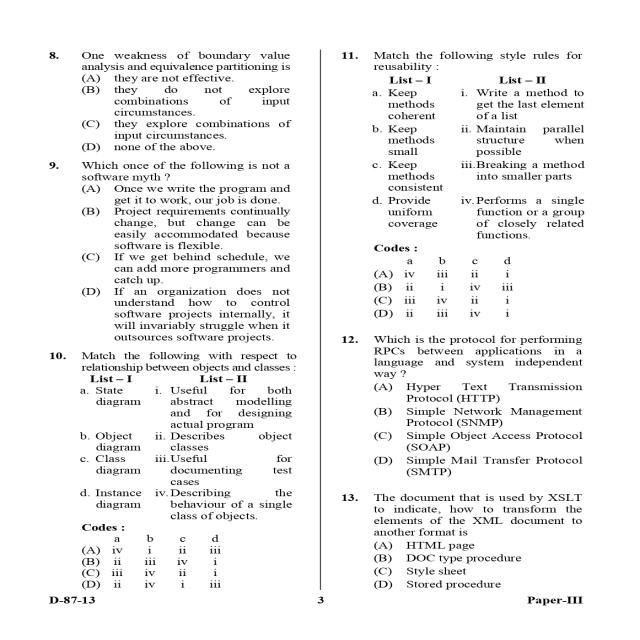 8. One weakness of boundary value
analysis and equivalence partitioning is
(A) they are not effective.
(B) they do not explore
combinations of input
circumstances.
(C) they explore combinations of
input circumstances.
(D) none of the above.
9. Which once of the following is not a
software myth ?
(A) Once we write the program and
get it to work, our job is done.
(B) Project requirements continually
change, but change can be
easily accommodated because
software is flexible.
(C) If we get behind schedule, we
can add more programmers and
catch up.
(D) If an organization does not
understand how to control
software projects internally, it
will invariably struggle when it
outsources software projects.
10. Match the following with respect to
relationship between objects and classes :
List – I List – II
a. State i. Useful for both
diagram abstract modelling
and for designing
actual program
b. Object ii. Describes object
diagram classes
c. Class iii. Useful for
diagram documenting test
cases
d. Instance iv. Describing the
diagram behaviour of a single
class of objects.
Codes :
a b c d
(A) iv i ii iii
(B) ii iii iv i
(C) iii iv ii i
(D) ii iv i iii
11. Match the following style rules for
reusability :
List – I List – II
a. Keep i. Write a method to
methods get the last element
coherent of a list
b. Keep ii. Maintain parallel
methods structure when
small possible
c. Keep iii. Breaking a method
methods into smaller parts
consistent
d. Provide iv. Performs a single
uniform function or a group
coverage of closely related
functions.
Codes :
a b c d
(A) iv iii ii i
(B) ii i iv iii
(C) iii iv ii i
(D) ii iii iv i
12. Which is the protocol for performing
RPCs between applications in a
language and system independent
way ?
(A) Hyper Text Transmission
Protocol (HTTP)
(B) Simple Network Management
Protocol (SNMP)
(C) Simple Object Access Protocol
(SOAP)
(D) Simple Mail Transfer Protocol
(SMTP)
13. The document that is used by XSLT
to indicate, how to transform the
elements of the XML document to
another format is
(A) HTML page
(B) DOC type procedure
(C) Style sheet
(D) Stored procedure
D-87-13 3 Paper-III